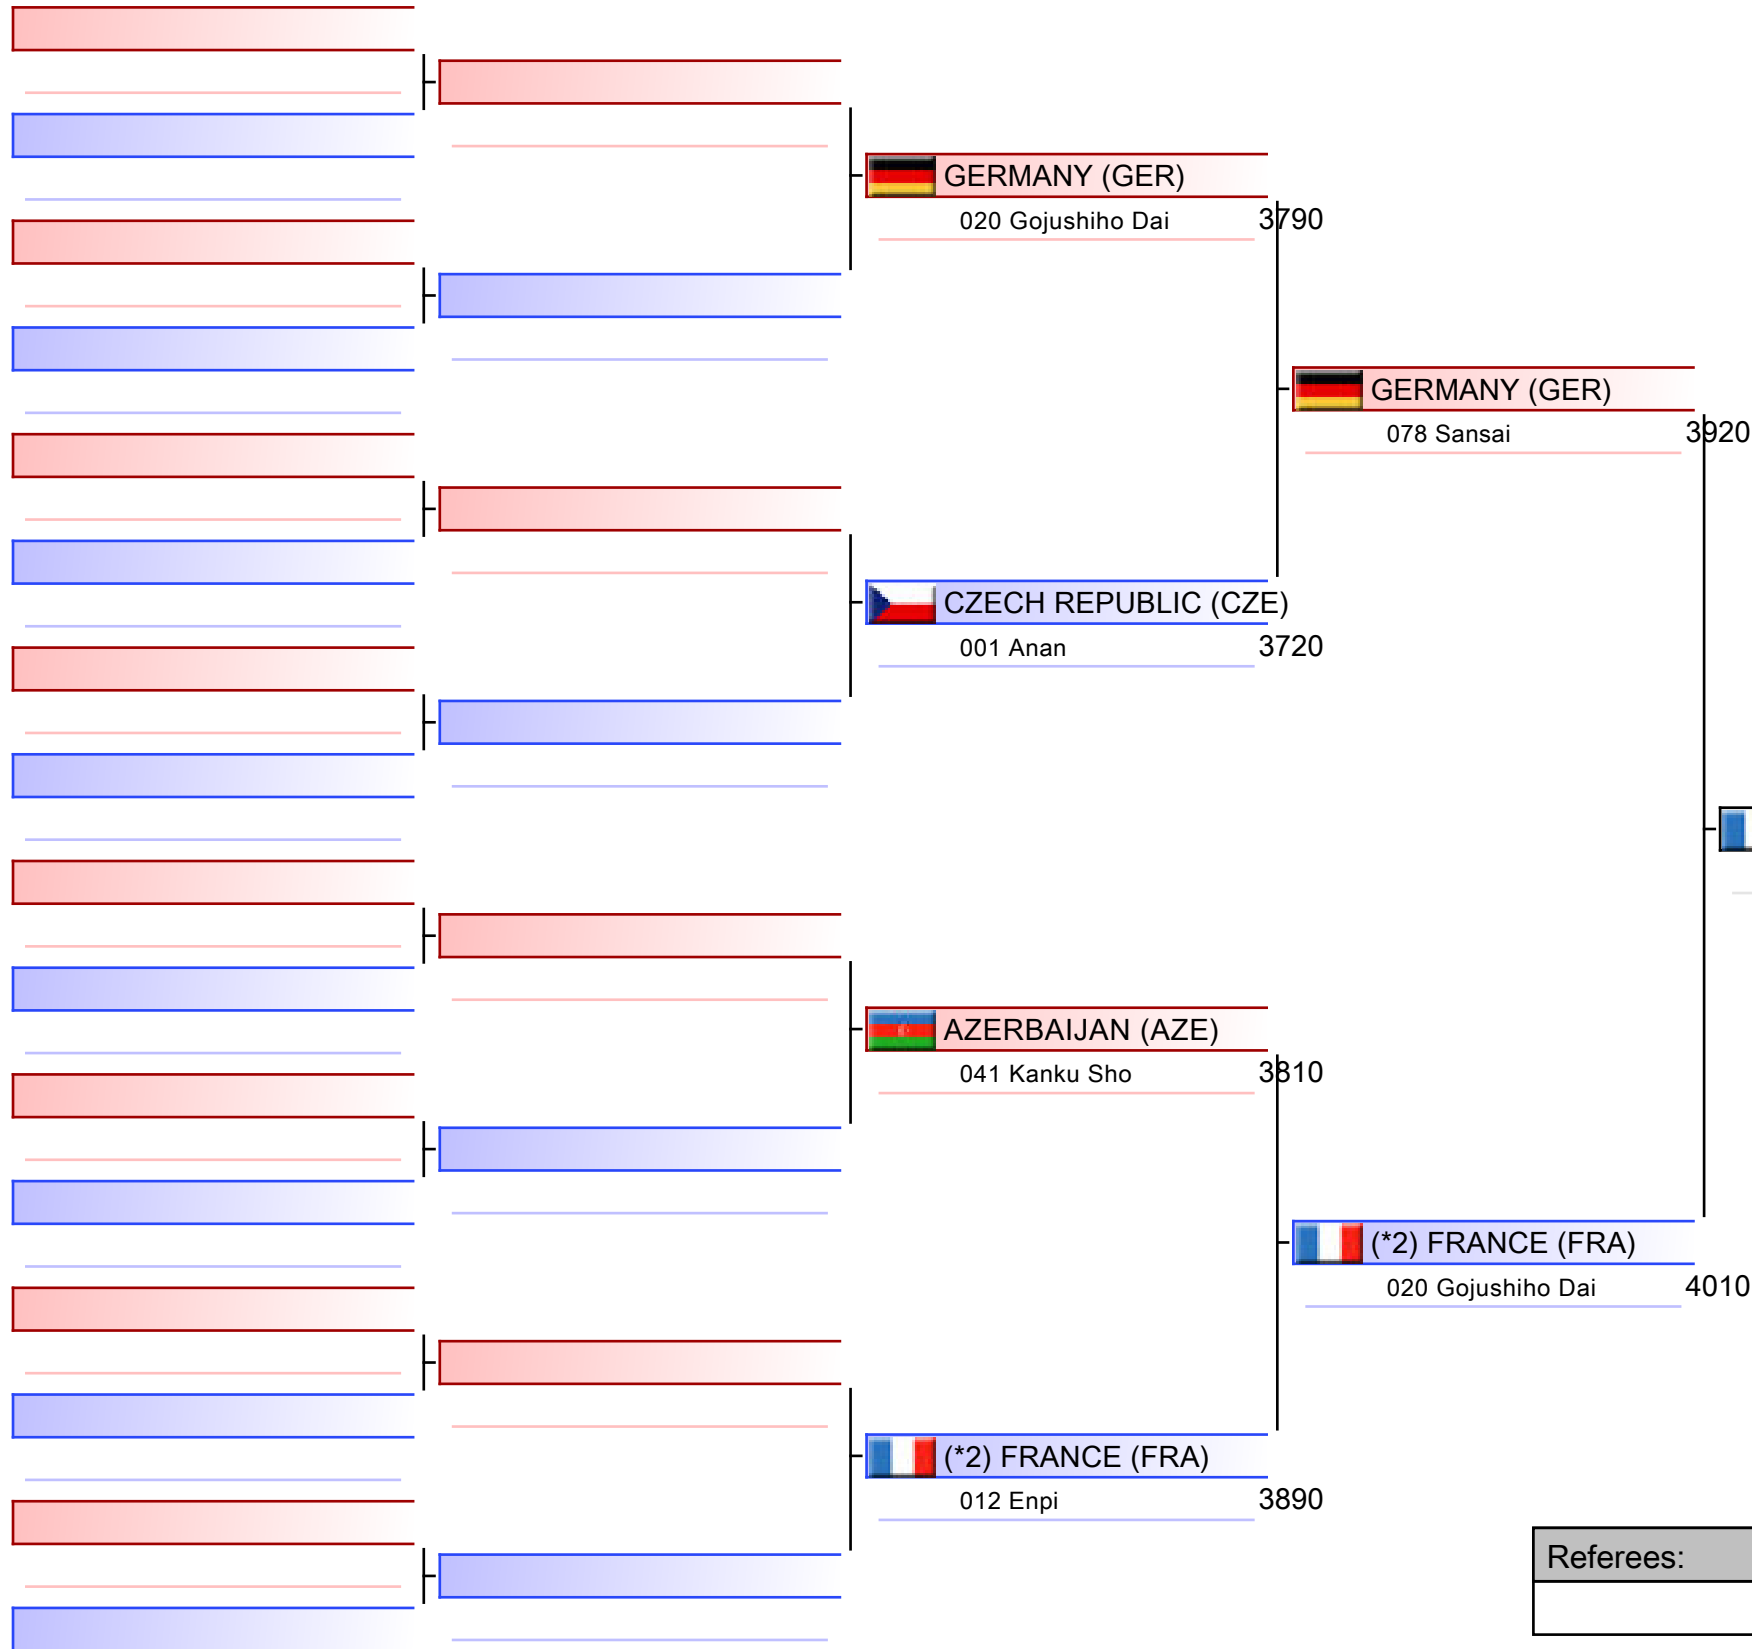 GERMANY (GER)
020 Gojushiho Dai 3790
GERMANY (GER)
078 Sansai 3920
CZECH REPUBLIC (CZE)
001 Anan 3720
AZERBAIJAN (AZE)
041 Kanku Sho 3810
(*2) FRANCE (FRA)
020 Gojushiho Dai 4010
(*2) FRANCE (FRA)
012 Enpi 3890
Referees: